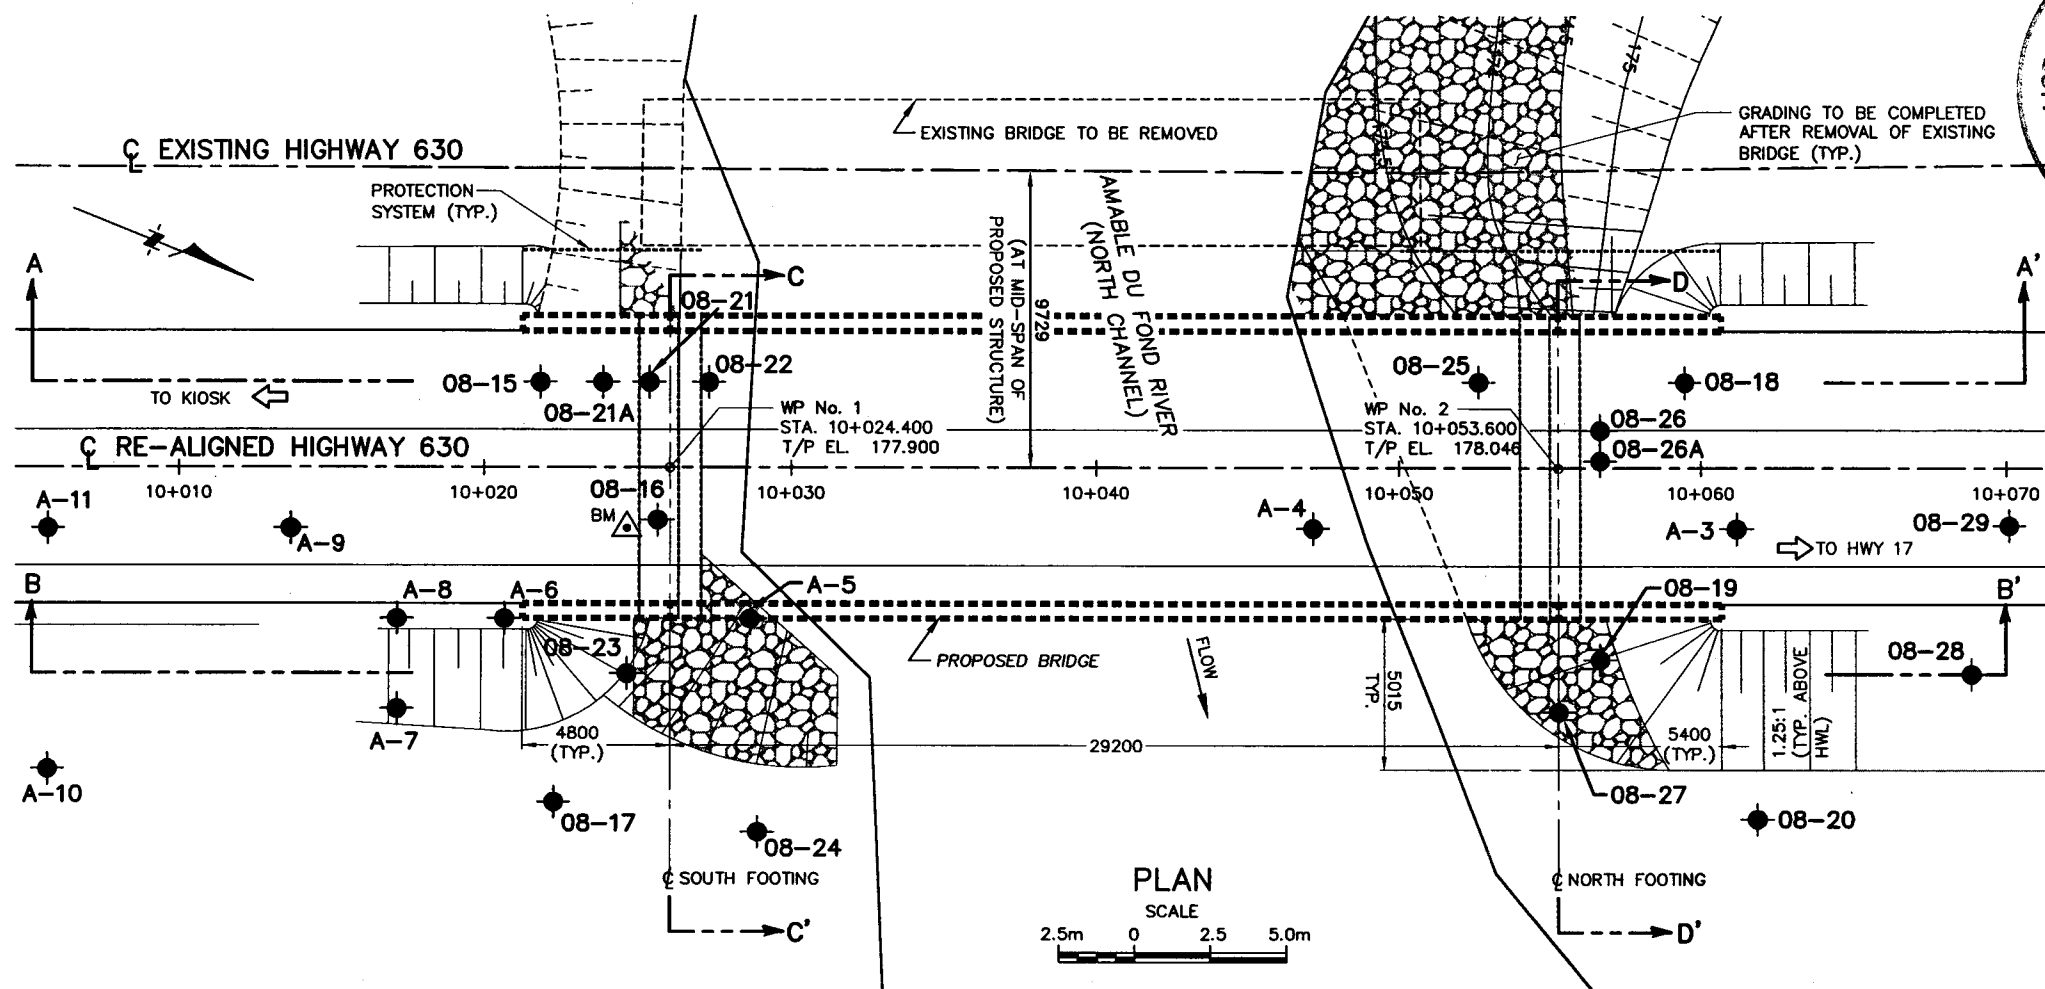 175
GRADING TO BE COMPLETED
AFTER REMOVAL OF EXISTING
BRIDGE (TYP.)
EXISTING BRIDGE TO BE REMOVED
℄ EXISTING HIGHWAY 630
PROTECTION
SYSTEM (TYP.)
AMABLE DU FOND RIVER
(NORTH CHANNEL)
9729
(AT MID-SPAN OF
PROPOSED STRUCTURE)
A
C
D
A'
08-21
08-15
08-21A
08-22
08-25
08-18
TO KIOSK
WP No. 1
STA. 10+024.400
T/P EL. 177.900
WP No. 2
STA. 10+053.600
T/P EL. 178.046
08-26
08-26A
℄ RE-ALIGNED HIGHWAY 630
10+010
10+020
10+030
10+040
10+050
10+060
10+070
A-11
A-9
08-16
BM
A-4
A-3
08-29
TO HWY 17
B
A-8
A-6
A-5
08-19
B'
08-23
PROPOSED BRIDGE
FLOW
5015
TYP.
08-28
1.25:1
(TYP. ABOVE
HWL)
A-7
4800
(TYP.)
29200
5400
(TYP.)
A-10
08-17
08-24
08-27
08-20
℄ SOUTH FOOTING
℄ NORTH FOOTING
PLAN
SCALE
2.5m 0 2.5 5.0m
C'
D'